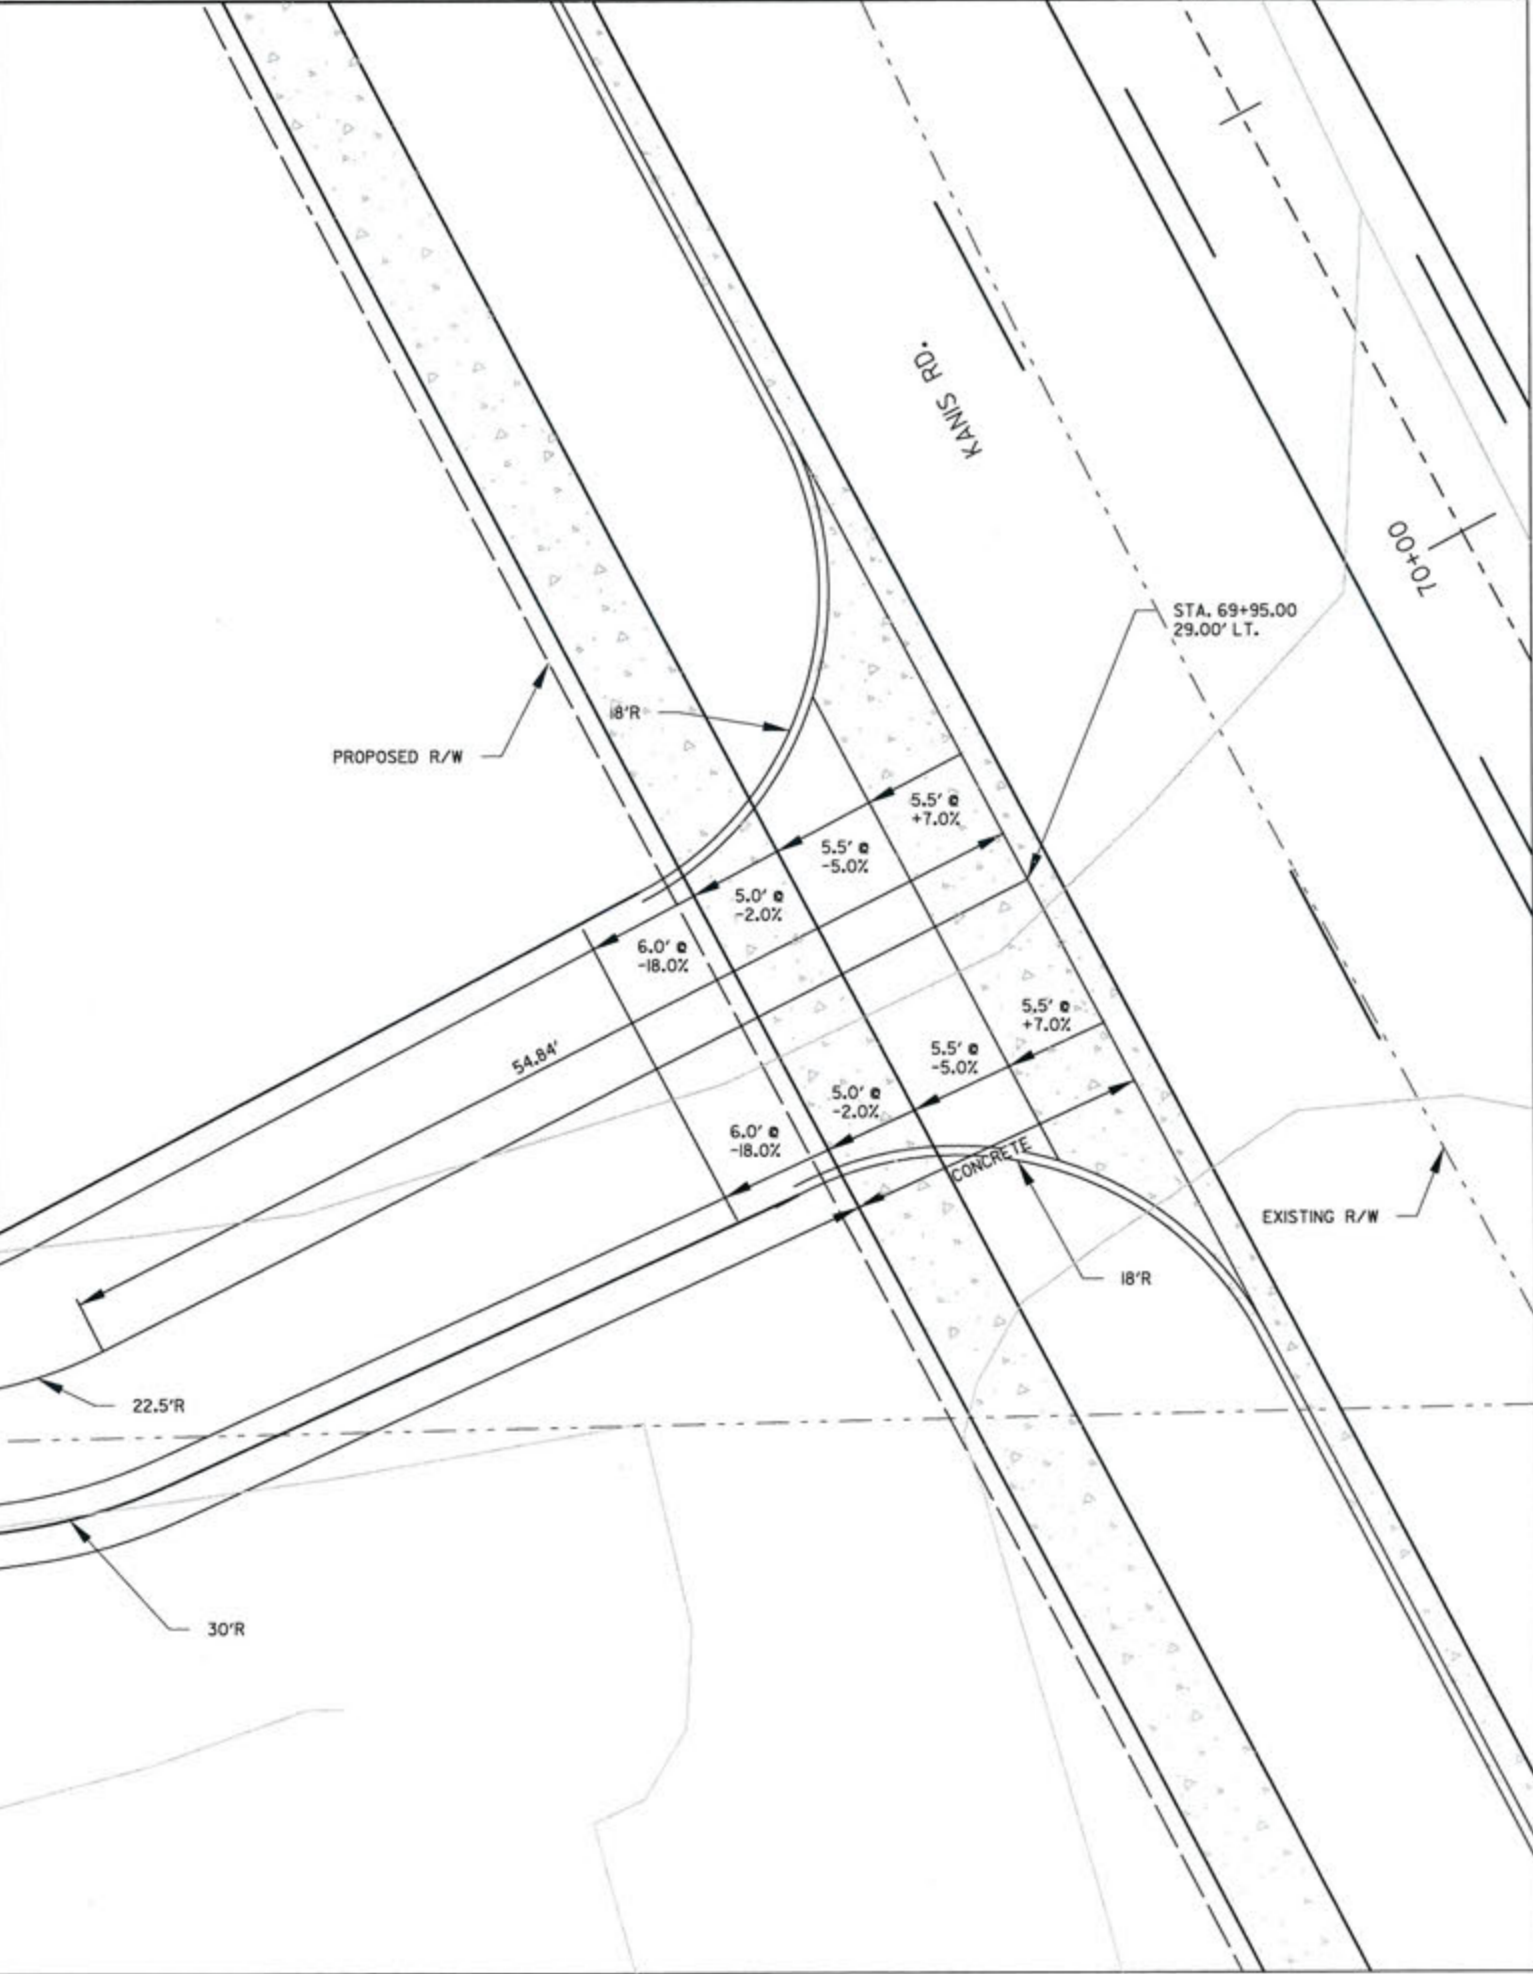 KANIS RD.
70+00
STA. 69+95.00
29.00' LT.
18'R
PROPOSED R/W
5.5' @
+7.0%
5.5' @
-5.0%
5.0' @
-2.0%
6.0' @
-18.0%
54.84'
5.5' @
+7.0%
5.5' @
-5.0%
5.0' @
-2.0%
6.0' @
-18.0%
CONCRETE
EXISTING R/W
18'R
22.5'R
30'R